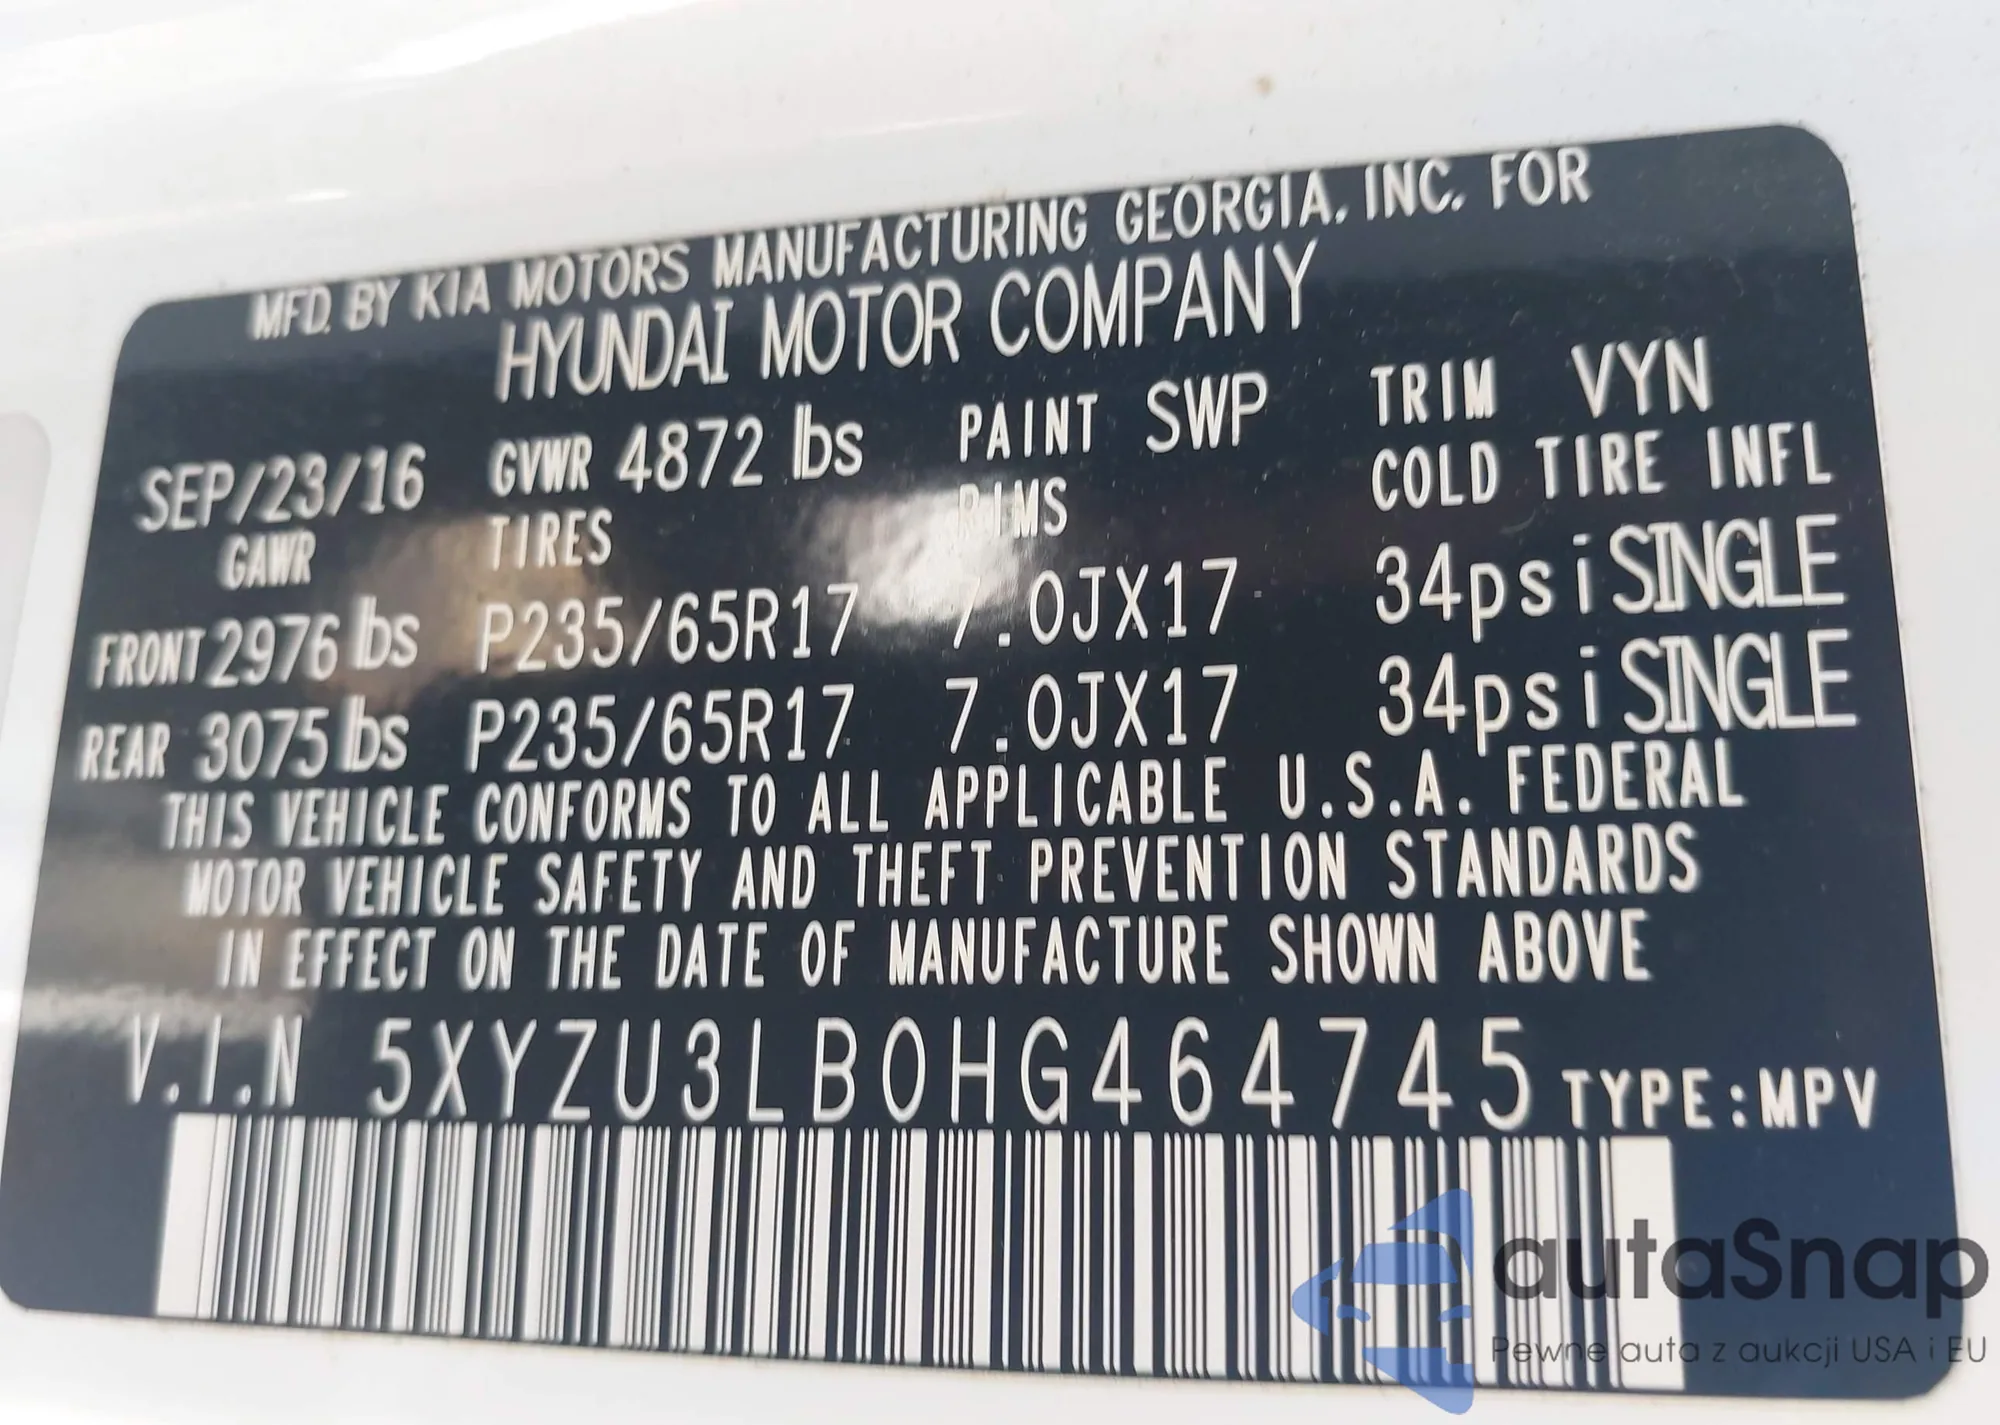 MFD. BY KIA MOTORS MANUFACTURING GEORGIA, INC. FOR
HYUNDAI MOTOR COMPANY
SEP/23/16 GVWR 4872 lbs PAINT SWP TRIM VYN
GAWR TIRES RIMS COLD TIRE INFL
FRONT 2976 lbs P235/65R17 7.0JX17 34psi SINGLE
REAR 3075 lbs P235/65R17 7.0JX17 34psi SINGLE
THIS VEHICLE CONFORMS TO ALL APPLICABLE U.S.A. FEDERAL
MOTOR VEHICLE SAFETY AND THEFT PREVENTION STANDARDS
IN EFFECT ON THE DATE OF MANUFACTURE SHOWN ABOVE
V.I.N 5XYZU3LB0HG464745 TYPE:MPV
autaSnap
Pewne auta z aukcji USA i EU